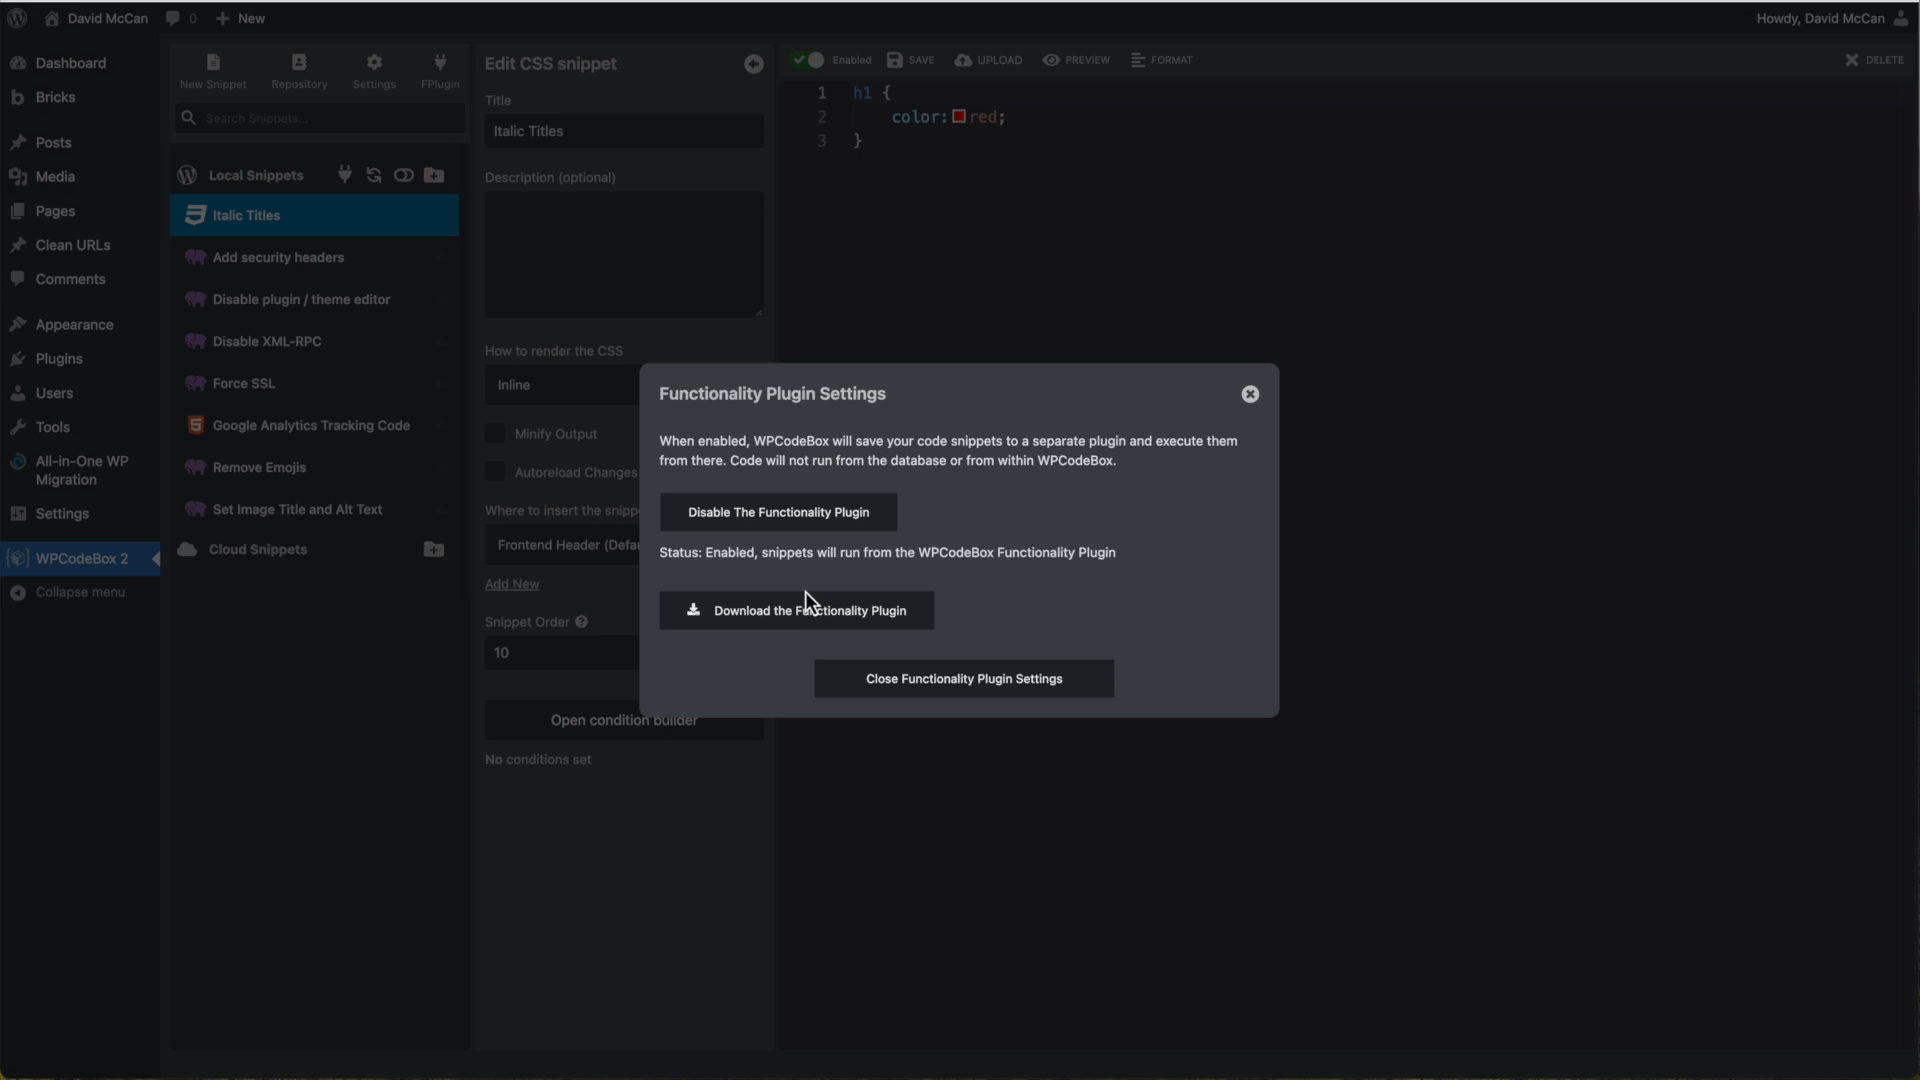 David McCan
0
New
Howdy, David McCan
Dashboard
Bricks
Posts
Media
Pages
Clean URLs
Comments
Appearance
Plugins
Users
Tools
All-in-One WP
Migration
Settings
WPCodeBox 2
Collapse menu
New Snippet
Repository
Settings
FPlugin
Search Snippets...
Local Snippets
Italic Titles
Add security headers
Disable plugin / theme editor
Disable XML-RPC
Force SSL
Google Analytics Tracking Code
Remove Emojis
Set Image Title and Alt Text
Cloud Snippets
Edit CSS snippet
Title
Italic Titles
Description (optional)
How to render the CSS
Inline
Minify Output
Autoreload Changes
Where to insert the snipp
Frontend Header (Defau
Add New
Snippet Order
10
Open condition builder
No conditions set
Enabled
SAVE
UPLOAD
PREVIEW
FORMAT
DELETE
1 h1 {
2 color: red;
3 }
Functionality Plugin Settings
When enabled, WPCodeBox will save your code snippets to a separate plugin and execute them
from there. Code will not run from the database or from within WPCodeBox.
Disable The Functionality Plugin
Status: Enabled, snippets will run from the WPCodeBox Functionality Plugin
Download the Functionality Plugin
Close Functionality Plugin Settings